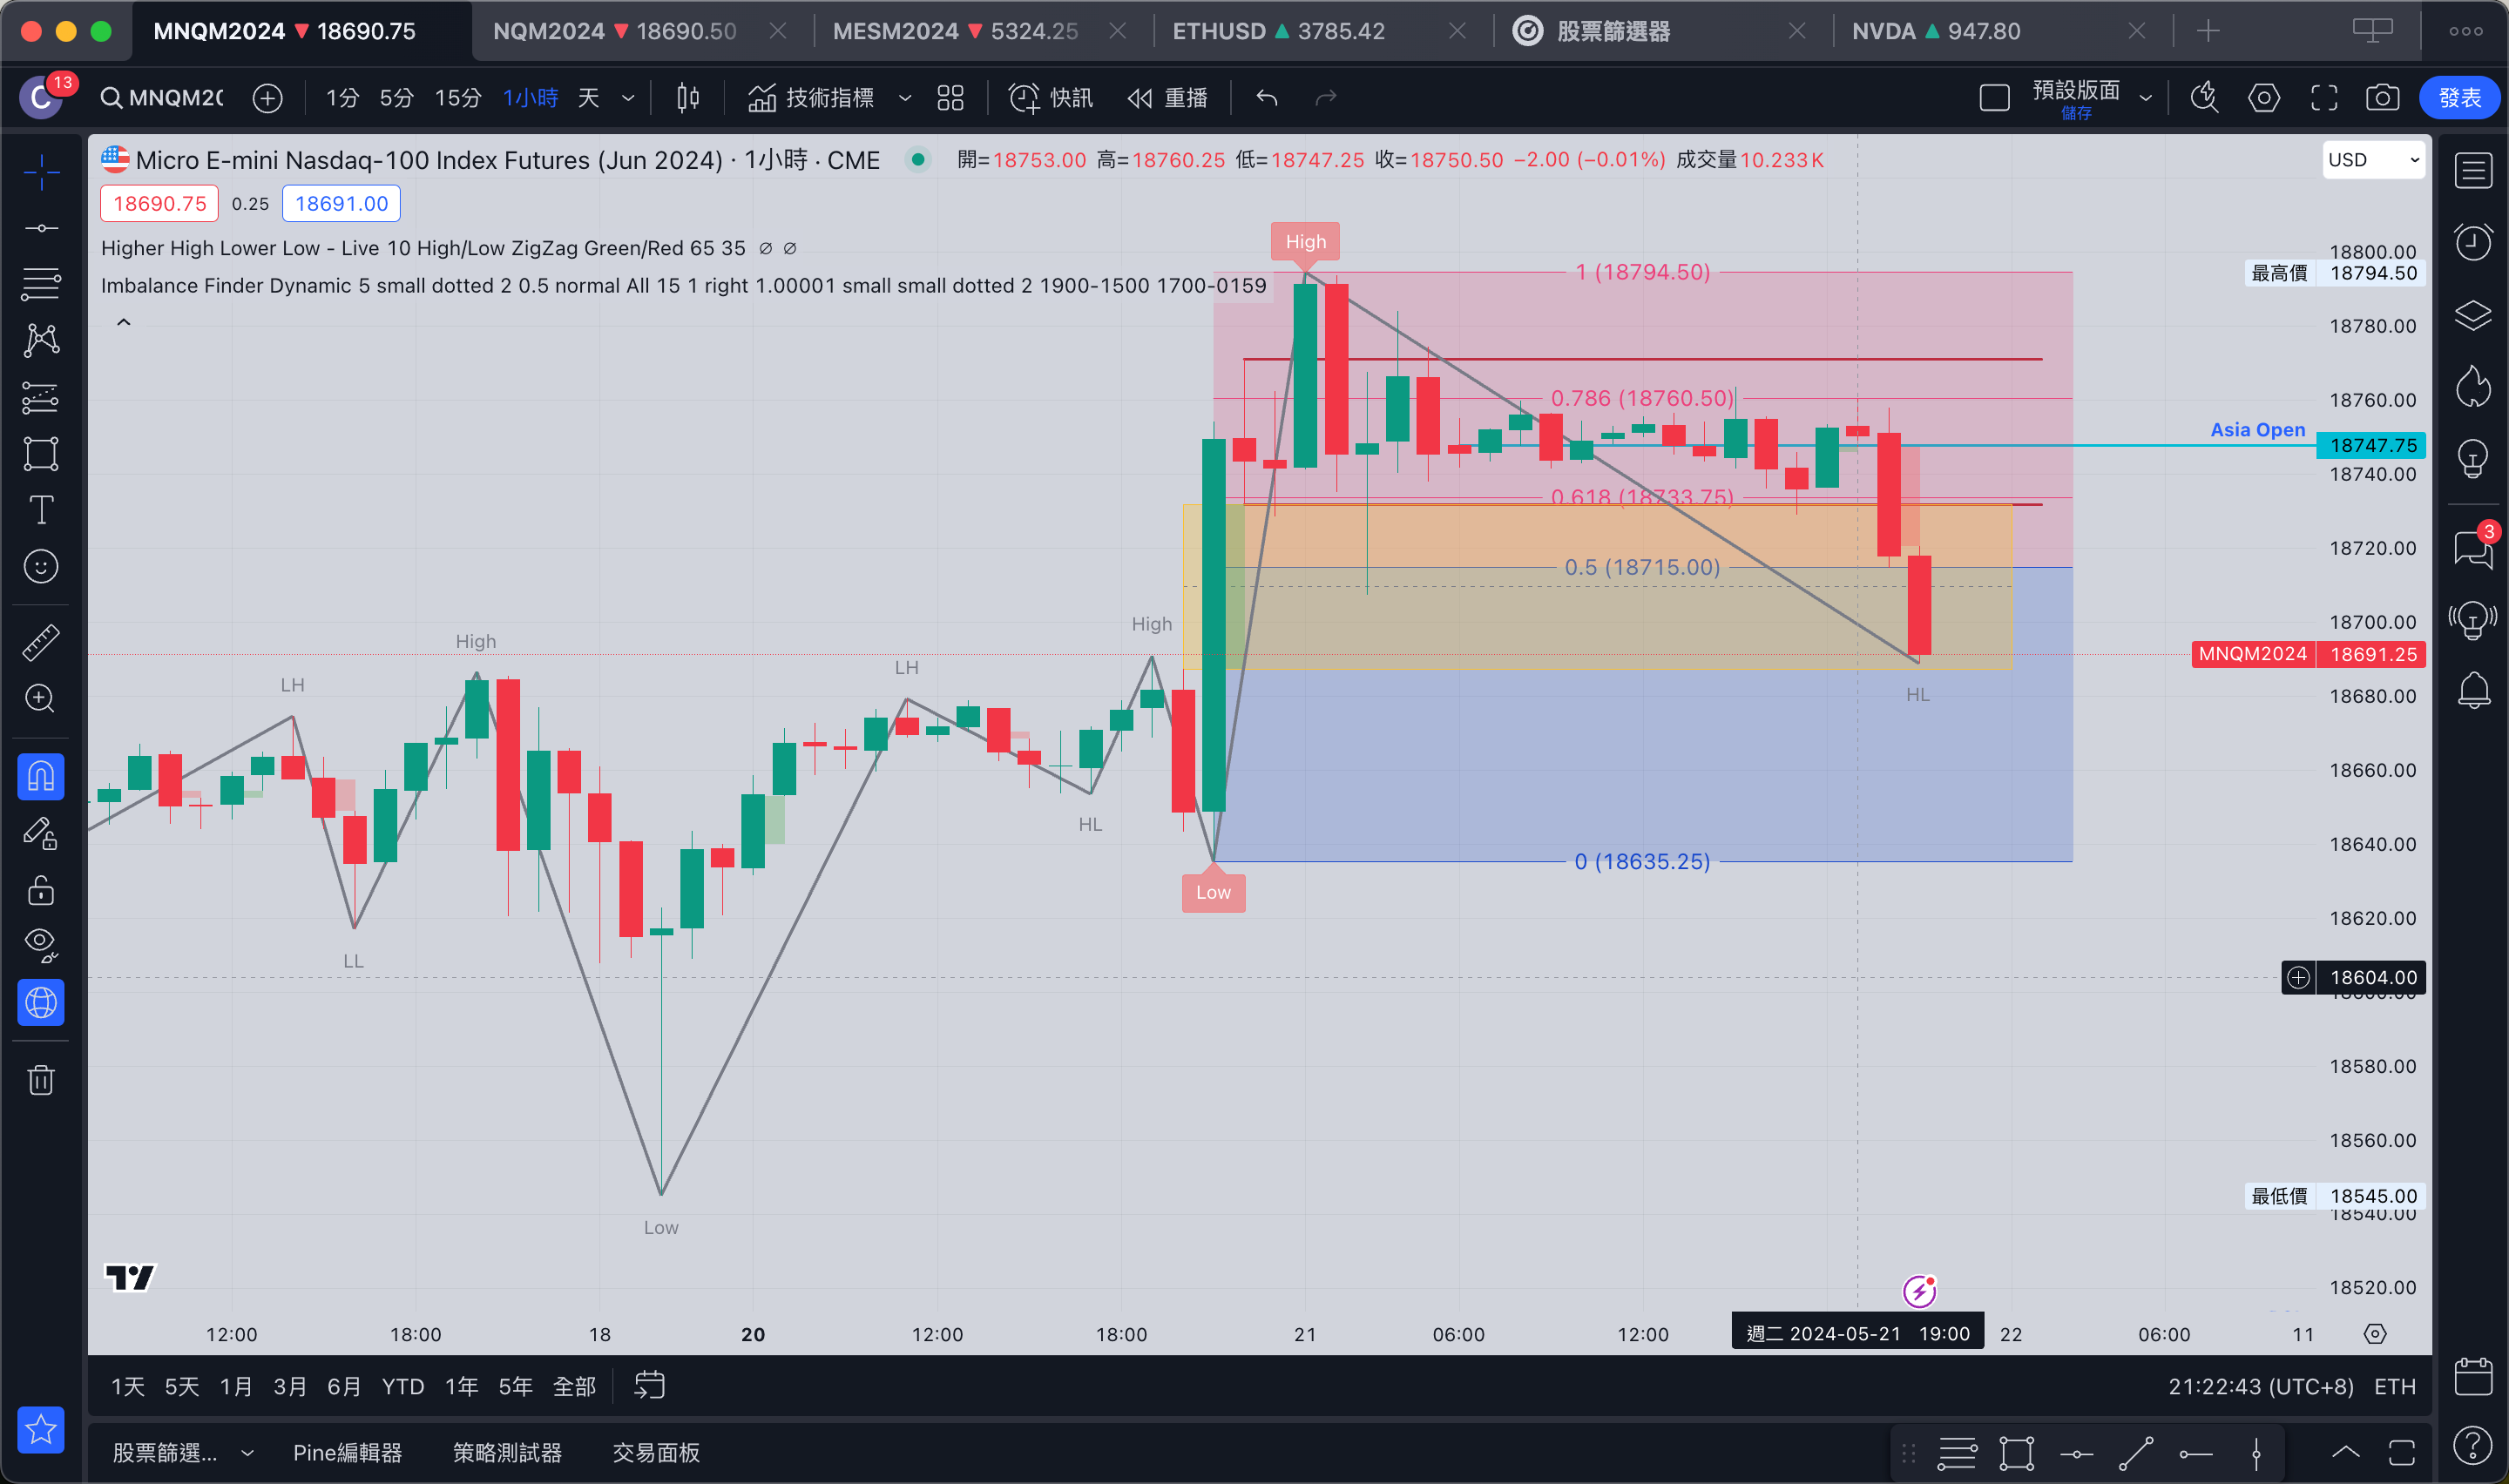 MNQM2024 ▼ 18690.75
NQM2024 ▼ 18690.50
MESM2024 ▼ 5324.25
ETHUSD ▲ 3785.42
股票篩選器
NVDA ▲ 947.80
C 13
MNQM20
1分 5分 15分 1小時 天
技術指標
快訊
重播
預設版面
儲存
發表
Micro E-mini Nasdaq-100 Index Futures (Jun 2024) · 1小時 · CME
開=18753.00 高=18760.25 低=18747.25 收=18750.50 −2.00 (−0.01%) 成交量10.233K
USD
18690.75 0.25 18691.00
Higher High Lower Low - Live 10 High/Low ZigZag Green/Red 65 35 ∅ ∅
Imbalance Finder Dynamic 5 small dotted 2 0.5 normal All 15 1 right 1.00001 small small dotted 2 1900-1500 1700-0159
High
1 (18794.50)
0.786 (18760.50)
0.618 (18733.75)
0.5 (18715.00)
0 (18635.25)
Asia Open
High
High
LH
LH
HL
HL
LL
Low
Low
18800.00
最高價 18794.50
18780.00
18760.00
18747.75
18740.00
18720.00
18700.00
MNQM2024 18691.25
18680.00
18660.00
18640.00
18620.00
18604.00
18580.00
18560.00
最低價 18545.00
18540.00
18520.00
3
12:00 18:00 18 20 12:00 18:00 21 06:00 12:00 週二 2024-05-21 19:00 22 06:00 11
1天 5天 1月 3月 6月 YTD 1年 5年 全部
21:22:43 (UTC+8) ETH
股票篩選... Pine編輯器 策略測試器 交易面板